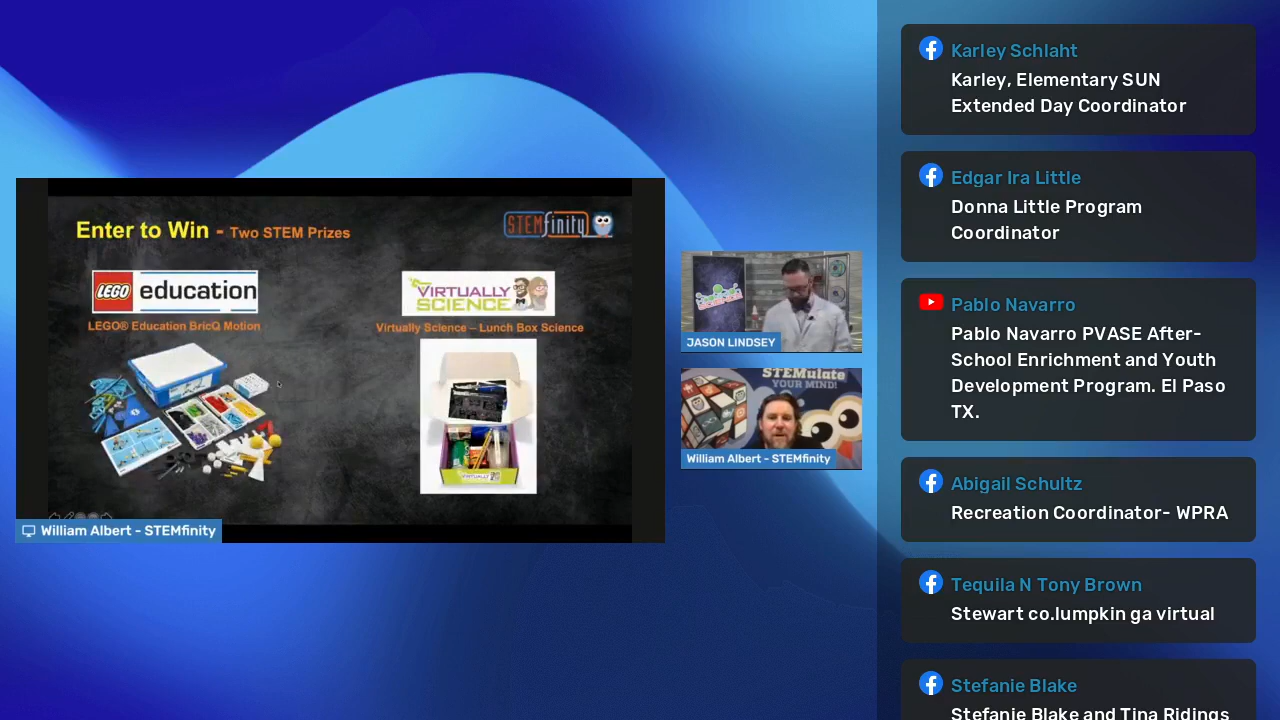 Enter to Win - Two STEM Prizes
STEMfinity
LEGO education
LEGO® Education BricQ Motion
VIRTUALLY
SCIENCE
Virtually Science – Lunch Box Science
VIRTUALLY
William Albert - STEMfinity
JASON LINDSEY
STEMulate
YOUR MIND!
William Albert - STEMfinity
Karley Schlaht
Karley, Elementary SUN
Extended Day Coordinator
Edgar Ira Little
Donna Little Program
Coordinator
Pablo Navarro
Pablo Navarro PVASE After-
School Enrichment and Youth
Development Program. El Paso
TX.
Abigail Schultz
Recreation Coordinator- WPRA
Tequila N Tony Brown
Stewart co.lumpkin ga virtual
Stefanie Blake
Stefanie Blake and Tina Ridings